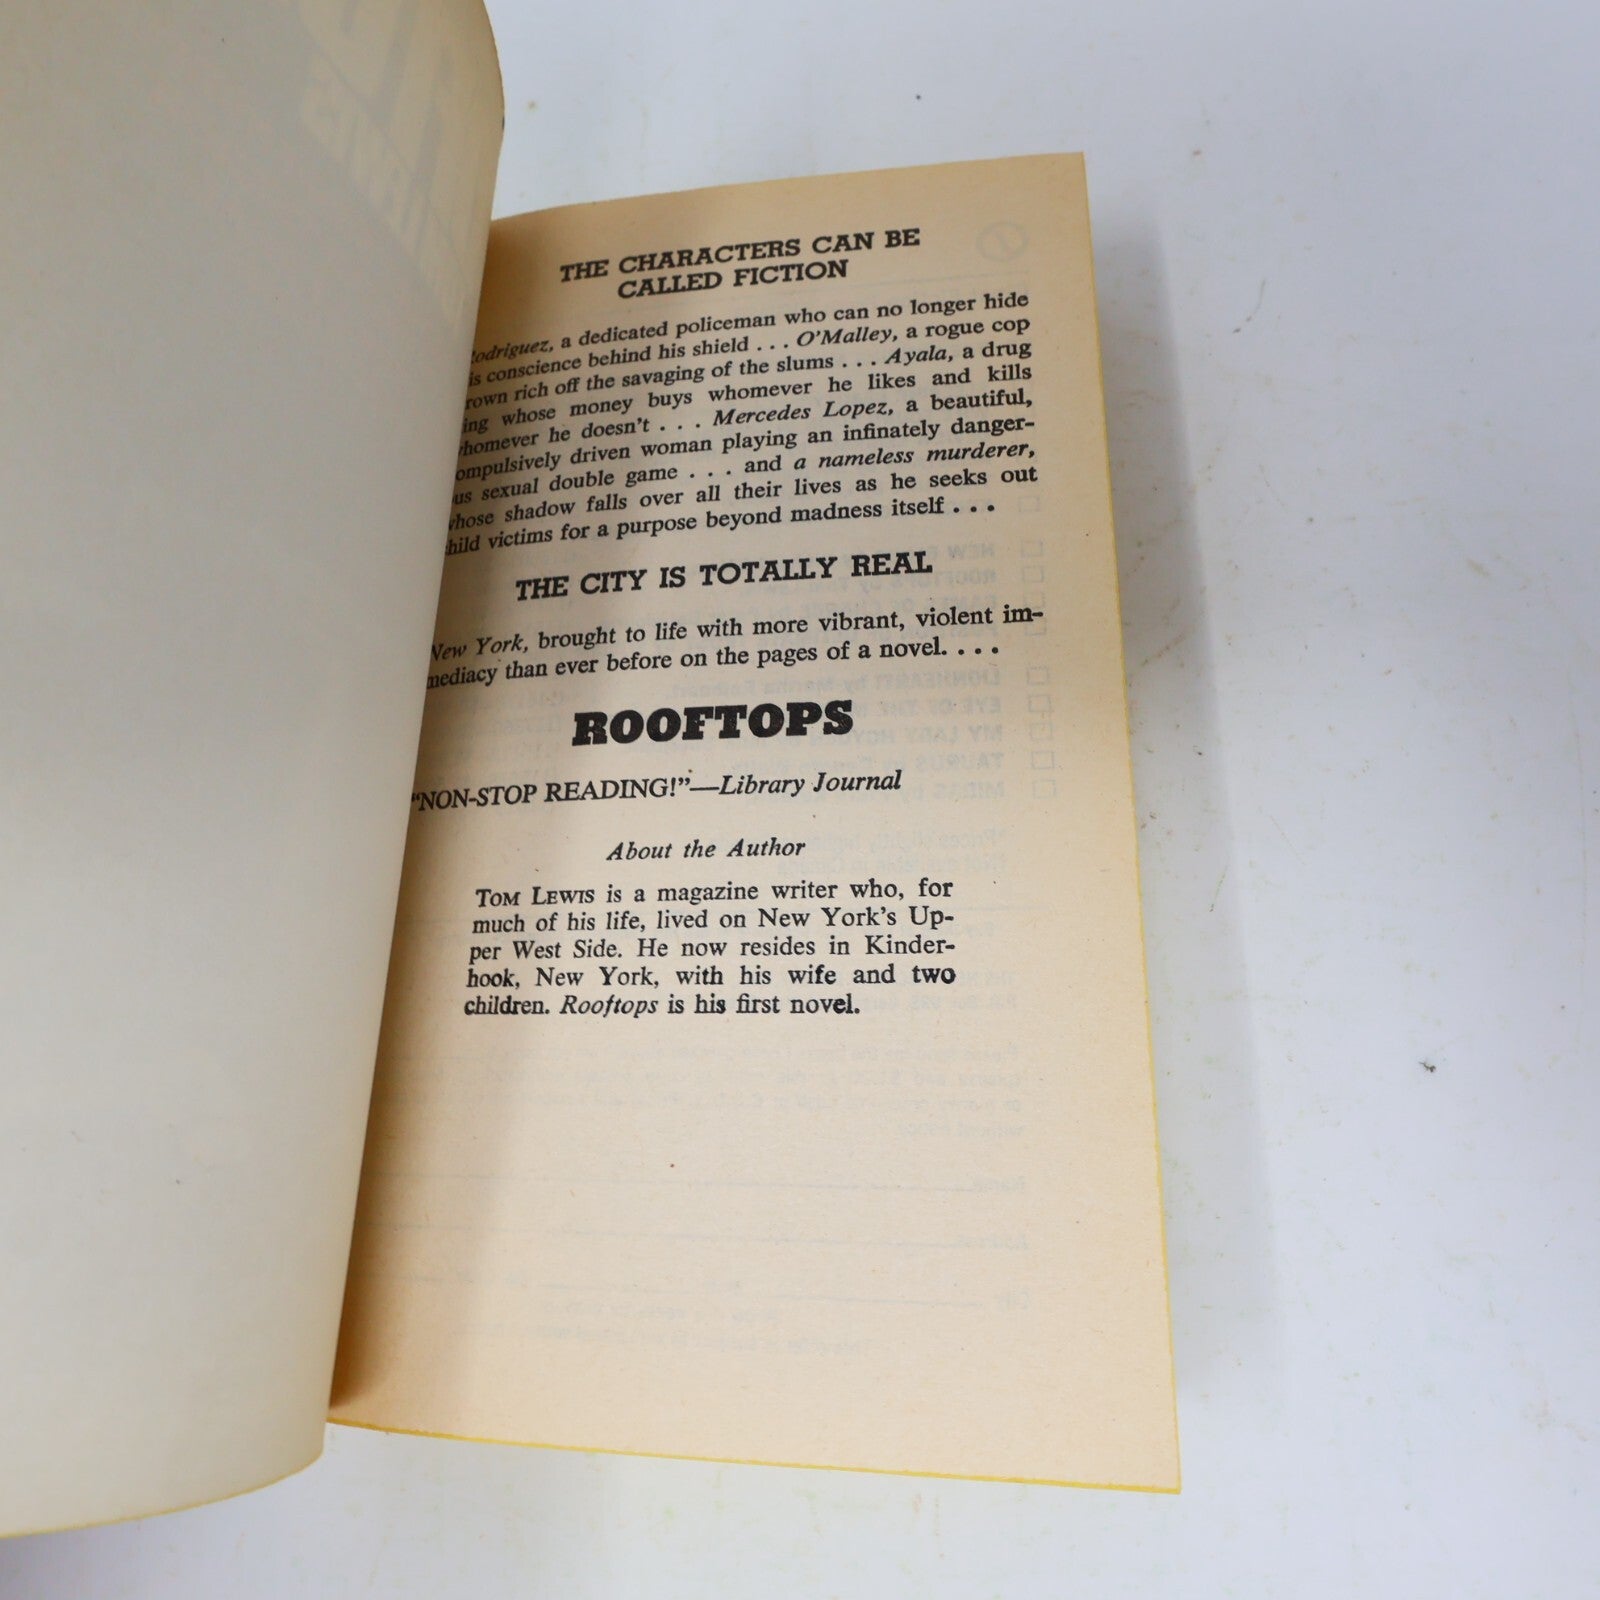 THE CHARACTERS CAN BE
CALLED FICTION
Rodriguez, a dedicated policeman who can no longer hide
is conscience behind his shield . . . O'Malley, a rogue cop
rown rich off the savaging of the slums . . . Ayala, a drug
ing whose money buys whomever he likes and kills
homever he doesn't . . . Mercedes Lopez, a beautiful,
ompulsively driven woman playing an infinately danger-
us sexual double game . . . and a nameless murderer,
whose shadow falls over all their lives as he seeks out
hild victims for a purpose beyond madness itself . . .
THE CITY IS TOTALLY REAL
New York, brought to life with more vibrant, violent im-
mediacy than ever before on the pages of a novel. . . .
ROOFTOPS
"NON-STOP READING!"—Library Journal
About the Author
TOM LEWIS is a magazine writer who, for
much of his life, lived on New York's Up-
per West Side. He now resides in Kinder-
hook, New York, with his wife and two
children. Rooftops is his first novel.